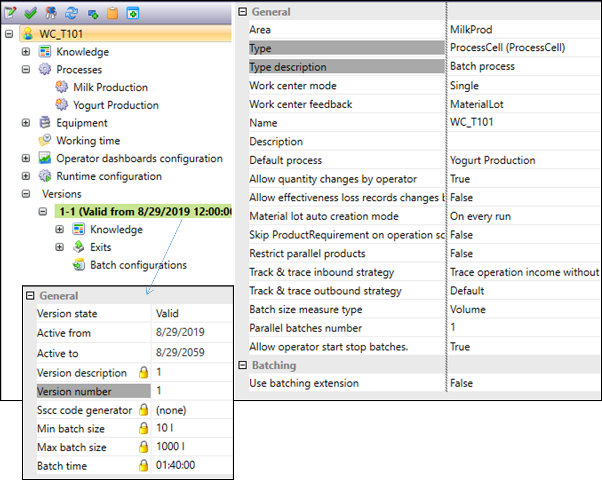 WC_T101
Knowledge
Processes
Milk Production
Yogurt Production
Equipment
Working time
Operator dashboards configuration
Runtime configuration
Versions
1-1 (Valid from 8/29/2019 12:00:00
Knowledge
Exits
Batch configurations
General
Version state Valid
Active from 8/29/2019
Active to 8/29/2059
Version description 1
Version number 1
Sscc code generator (none)
Min batch size 10 l
Max batch size 1000 l
Batch time 01:40:00
General
Area MilkProd
Type ProcessCell (ProcessCell)
Type description Batch process
Work center mode Single
Work center feedback MaterialLot
Name WC_T101
Description
Default process Yogurt Production
Allow quantity changes by operator True
Allow effectiveness loss records changes b False
Material lot auto creation mode On every run
Skip ProductRequirement on operation sc False
Restrict parallel products False
Track & trace inbound strategy Trace operation income without
Track & trace outbound strategy Default
Batch size measure type Volume
Parallel batches number 1
Allow operator start stop batches. True
Batching
Use batching extension False